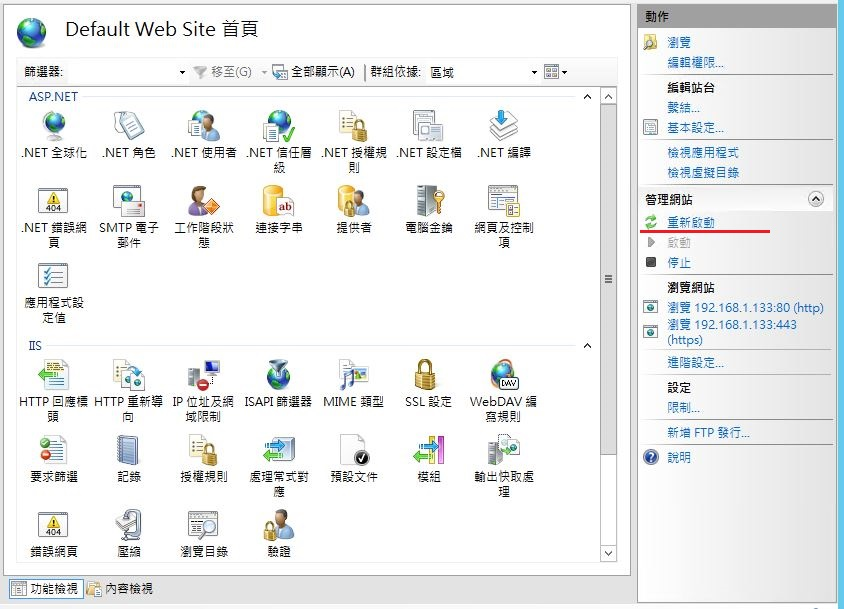 Default Web Site 首頁
篩選器: 移至(G) 全部顯示(A) 群組依據: 區域
ASP.NET
.NET 全球化
.NET 角色
.NET 使用者
.NET 信任層
級
.NET 授權規
則
.NET 設定檔
.NET 編譯
.NET 錯誤網
頁
SMTP 電子
郵件
工作階段狀
態
連接字串
提供者
電腦金鑰
網頁及控制
項
應用程式設
定值
IIS
HTTP 回應標
頭
HTTP 重新導
向
IP 位址及網
域限制
ISAPI 篩選器
MIME 類型
SSL 設定
WebDAV 編
寫規則
要求篩選
記錄
授權規則
處理常式對
應
預設文件
模組
輸出快取處
理
錯誤網頁
壓縮
瀏覽目錄
驗證
功能檢視
內容檢視
動作
瀏覽
編輯權限...
編輯站台
繫結...
基本設定...
檢視應用程式
檢視虛擬目錄
管理網站
重新啟動
啟動
停止
瀏覽網站
瀏覽 192.168.1.133:80 (http)
瀏覽 192.168.1.133:443
(https)
進階設定...
設定
限制...
新增 FTP 發行...
說明